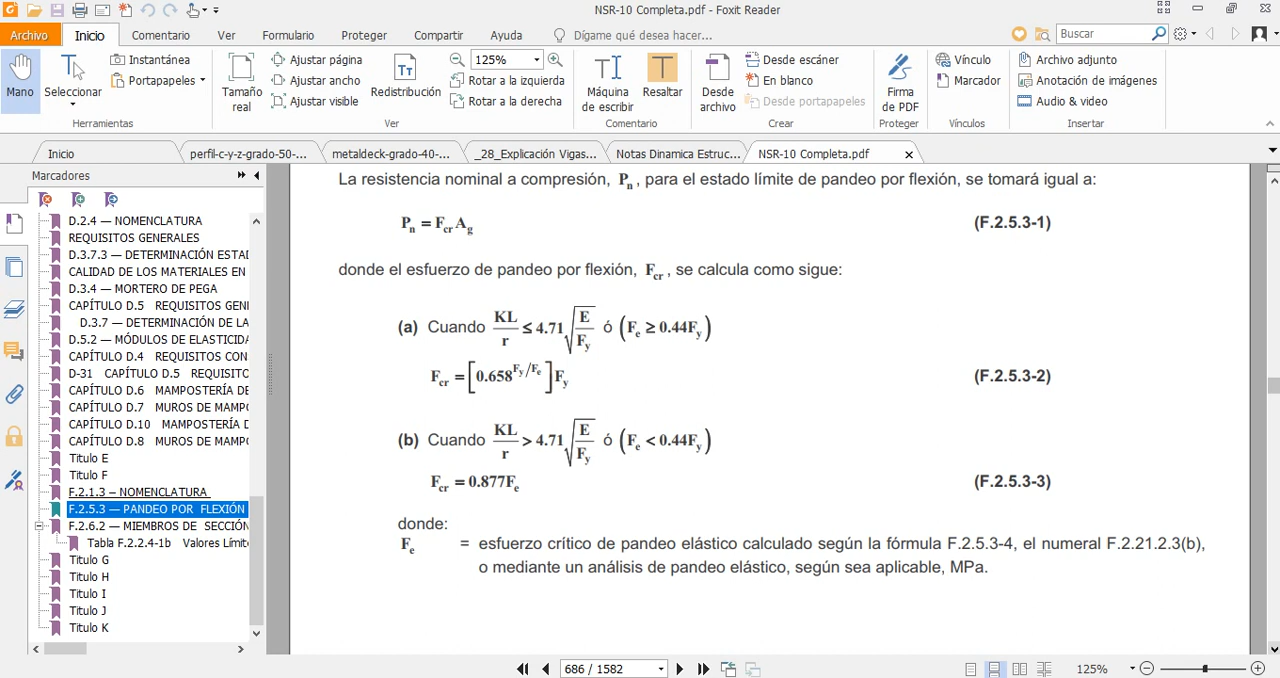 NSR-10 Completa.pdf - Foxit Reader
Archivo Inicio Comentario Ver Formulario Proteger Compartir Ayuda Dígame qué desea hacer... Buscar
Mano
Seleccionar
Instantánea
Portapapeles
Herramientas
Tamaño
real
Ajustar página
Ajustar ancho
Ajustar visible
Redistribución
125%
Rotar a la izquierda
Rotar a la derecha
Ver
Máquina
de escribir
Resaltar
Comentario
Desde
archivo
Desde escáner
En blanco
Desde portapapeles
Crear
Firma
de PDF
Proteger
Vínculo
Marcador
Vínculos
Archivo adjunto
Anotación de imágenes
Audio & video
Insertar
Inicio perfil-c-y-z-grado-50-... metaldeck-grado-40-... _28_Explicación Vigas... Notas Dinamica Estruc... NSR-10 Completa.pdf
Marcadores
D.2.4 — NOMENCLATURA
REQUISITOS GENERALES
D.3.7.3 — DETERMINACIÓN ESTAD
CALIDAD DE LOS MATERIALES EN
D.3.4 — MORTERO DE PEGA
CAPÍTULO D.5 REQUISITOS GEN
D.3.7 — DETERMINACIÓN DE LA
D.5.2 — MÓDULOS DE ELASTICIDA
CAPÍTULO D.4 REQUISITOS CON
D-31 CAPÍTULO D.5 REQUISITO
CAPÍTULO D.6 MAMPOSTERÍA DE
CAPÍTULO D.7 MUROS DE MAMPO
CAPÍTULO D.10 MAMPOSTERÍA D
CAPÍTULO D.8 MUROS DE MAMPO
Titulo E
Titulo F
F.2.1.3 – NOMENCLATURA
F.2.5.3 — PANDEO POR FLEXIÓN
F.2.6.2 — MIEMBROS DE SECCIÓN
Tabla F.2.2.4-1b Valores Límit
Titulo G
Titulo H
Titulo I
Titulo J
Titulo K
La resistencia nominal a compresión, Pn, para el estado límite de pandeo por flexión, se tomará igual a:
Pn = Fcr Ag (F.2.5.3-1)
donde el esfuerzo de pandeo por flexión, Fcr, se calcula como sigue:
(a) Cuando KL/r ≤ 4.71√(E/Fy) ó (Fe ≥ 0.44Fy)
Fcr = [0.658^(Fy/Fe)] Fy (F.2.5.3-2)
(b) Cuando KL/r > 4.71√(E/Fy) ó (Fe < 0.44Fy)
Fcr = 0.877Fe (F.2.5.3-3)
donde:
Fe = esfuerzo crítico de pandeo elástico calculado según la fórmula F.2.5.3-4, el numeral F.2.21.2.3(b),
o mediante un análisis de pandeo elástico, según sea aplicable, MPa.
686 / 1582
125%